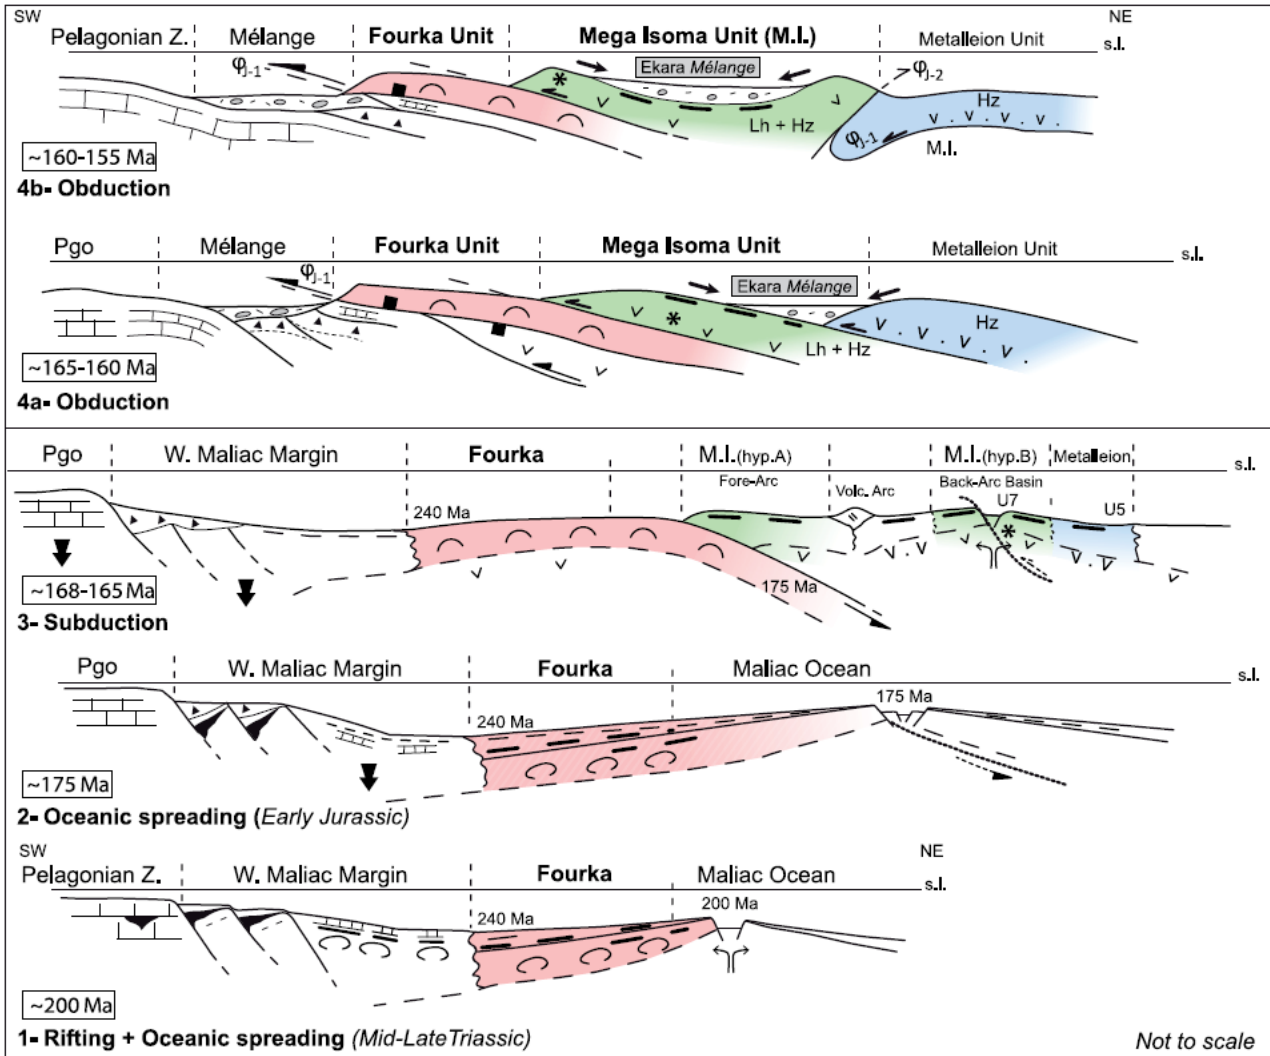 SW
NE
Pelagonian Z.
Mélange
Fourka Unit
Mega Isoma Unit (M.I.)
Metalleion Unit
s.l.
φJ-1
Ekara Mélange
φJ-2
*
v
Hz
Lh + Hz
v . v . v . v .
φJ-1
M.I.
~160-155 Ma
4b- Obduction
Pgo
Mélange
Fourka Unit
Mega Isoma Unit
Metalleion Unit
s.l.
φJ-1
Ekara Mélange
Hz
*
v . v . v . v .
Lh + Hz
~165-160 Ma
4a- Obduction
Pgo
W. Maliac Margin
Fourka
M.I.(hyp.A)
M.I.(hyp.B)
Metalleion
s.l.
Fore-Arc
Volc. Arc
Back-Arc Basin
U7
U5
240 Ma
*
175 Ma
~168-165 Ma
3- Subduction
Pgo
W. Maliac Margin
Fourka
Maliac Ocean
s.l.
175 Ma
240 Ma
~175 Ma
2- Oceanic spreading (Early Jurassic)
SW
NE
Pelagonian Z.
W. Maliac Margin
Fourka
Maliac Ocean
s.l.
200 Ma
240 Ma
~200 Ma
1- Rifting + Oceanic spreading (Mid-LateTriassic)
Not to scale